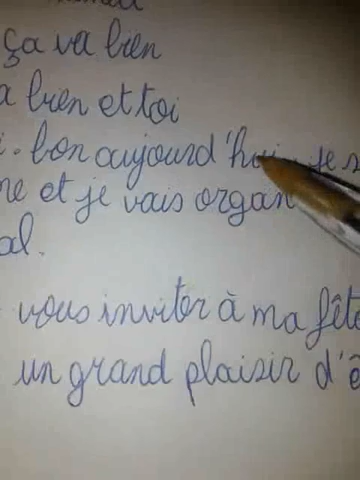 ça va bien
a bien et toi
i. bon aujourd'hui je s
me et je vais organ
al.
vous inviter à ma fête
un grand plaisir d'ê